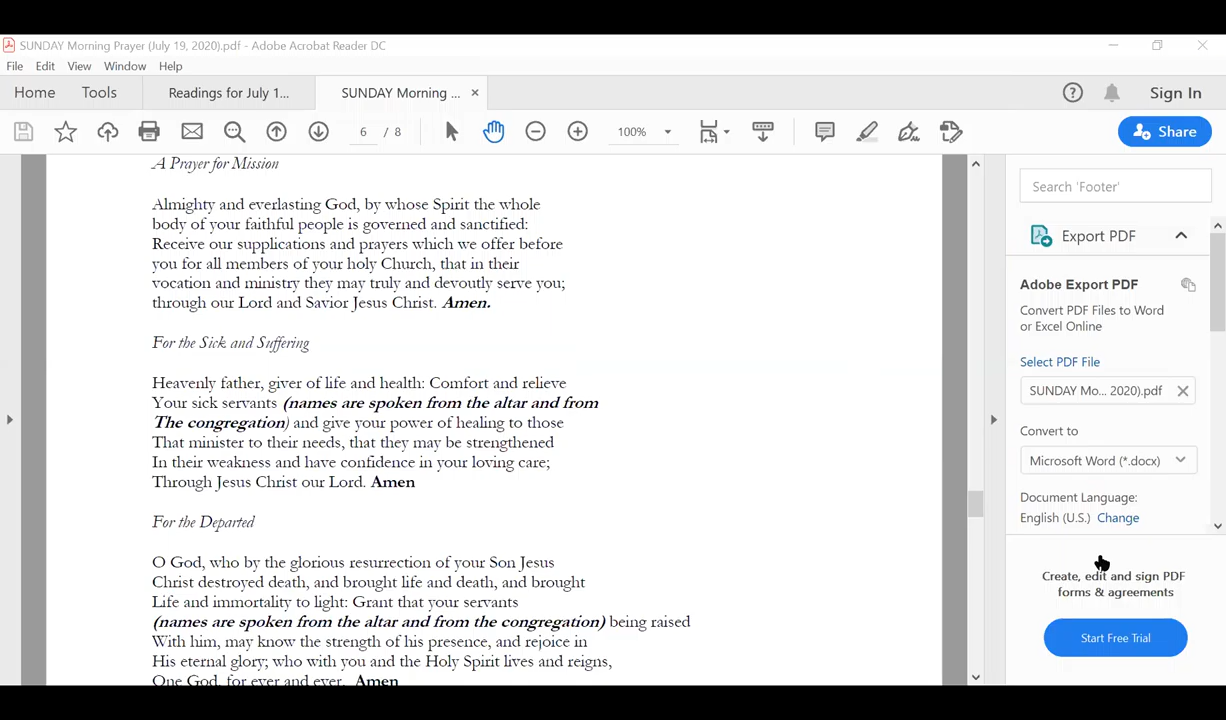 SUNDAY Morning Prayer (July 19, 2020).pdf - Adobe Acrobat Reader DC
File Edit View Window Help
Home Tools Readings for July 1... SUNDAY Morning ... × Sign In
6 / 8 100% Share
A Prayer for Mission
Almighty and everlasting God, by whose Spirit the whole
body of your faithful people is governed and sanctified:
Receive our supplications and prayers which we offer before
you for all members of your holy Church, that in their
vocation and ministry they may truly and devoutly serve you;
through our Lord and Savior Jesus Christ. Amen.
For the Sick and Suffering
Heavenly father, giver of life and health: Comfort and relieve
Your sick servants (names are spoken from the altar and from
The congregation) and give your power of healing to those
That minister to their needs, that they may be strengthened
In their weakness and have confidence in your loving care;
Through Jesus Christ our Lord. Amen
For the Departed
O God, who by the glorious resurrection of your Son Jesus
Christ destroyed death, and brought life and death, and brought
Life and immortality to light: Grant that your servants
(names are spoken from the altar and from the congregation) being raised
With him, may know the strength of his presence, and rejoice in
His eternal glory; who with you and the Holy Spirit lives and reigns,
One God, for ever and ever. Amen
Search 'Footer'
Export PDF
Adobe Export PDF
Convert PDF Files to Word
or Excel Online
Select PDF File
SUNDAY Mo... 2020).pdf
Convert to
Microsoft Word (*.docx)
Document Language:
English (U.S.) Change
Create, edit and sign PDF
forms & agreements
Start Free Trial